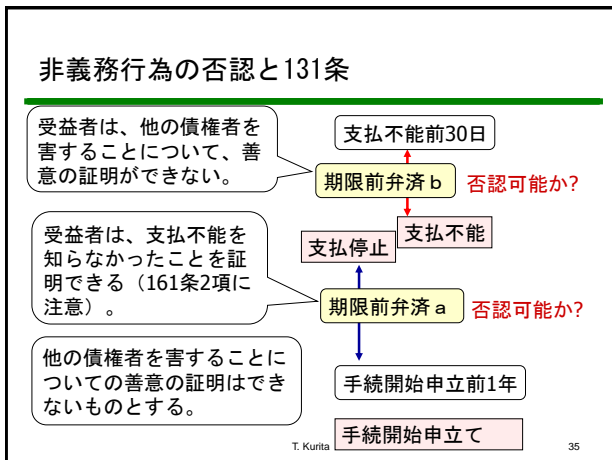 非義務行為の否認と131条
受益者は、他の債権者を
害することについて、善
意の証明ができない。
支払不能前30日
期限前弁済ｂ
否認可能か?
支払不能
支払停止
受益者は、支払不能を
知らなかったことを証
明できる（161条2項に
注意）。
期限前弁済ａ
否認可能か?
他の債権者を害することに
ついての善意の証明はでき
ないものとする。
手続開始申立前1年
手続開始申立て
T. Kurita
35